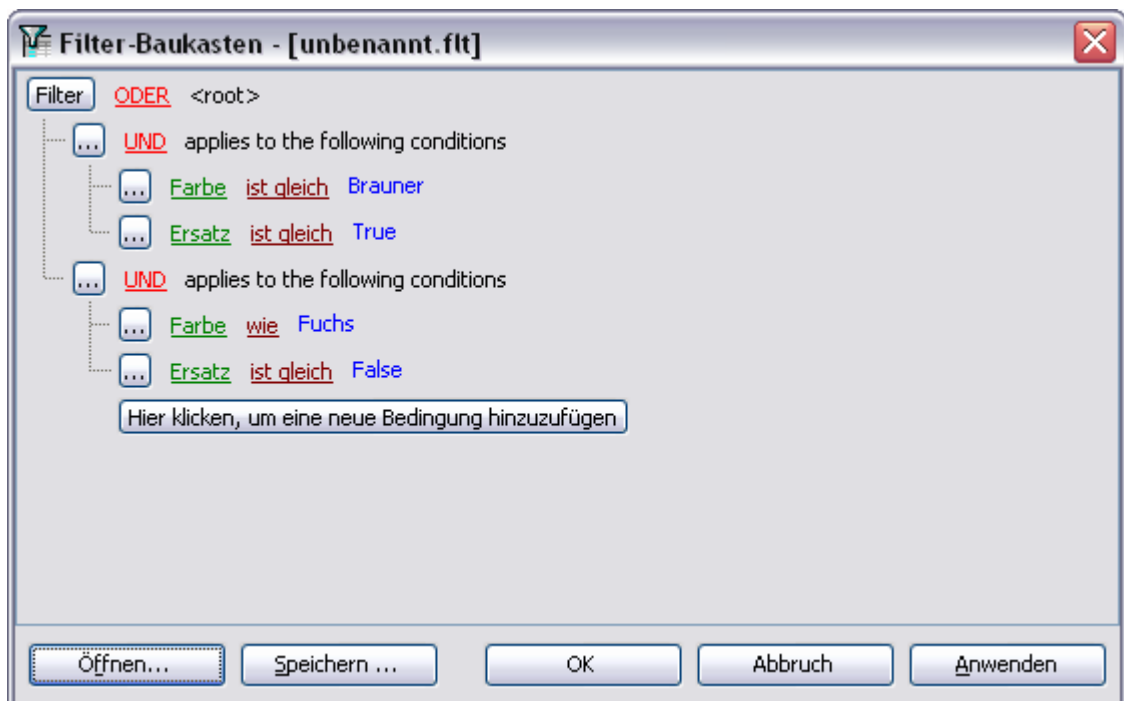 Filter-Baukasten - [unbenannt.flt]
Filter ODER <root>
... UND applies to the following conditions
... Farbe ist gleich Brauner
... Ersatz ist gleich True
... UND applies to the following conditions
... Farbe wie Fuchs
... Ersatz ist gleich False
Hier klicken, um eine neue Bedingung hinzuzufügen
Öffnen... Speichern ... OK Abbruch Anwenden